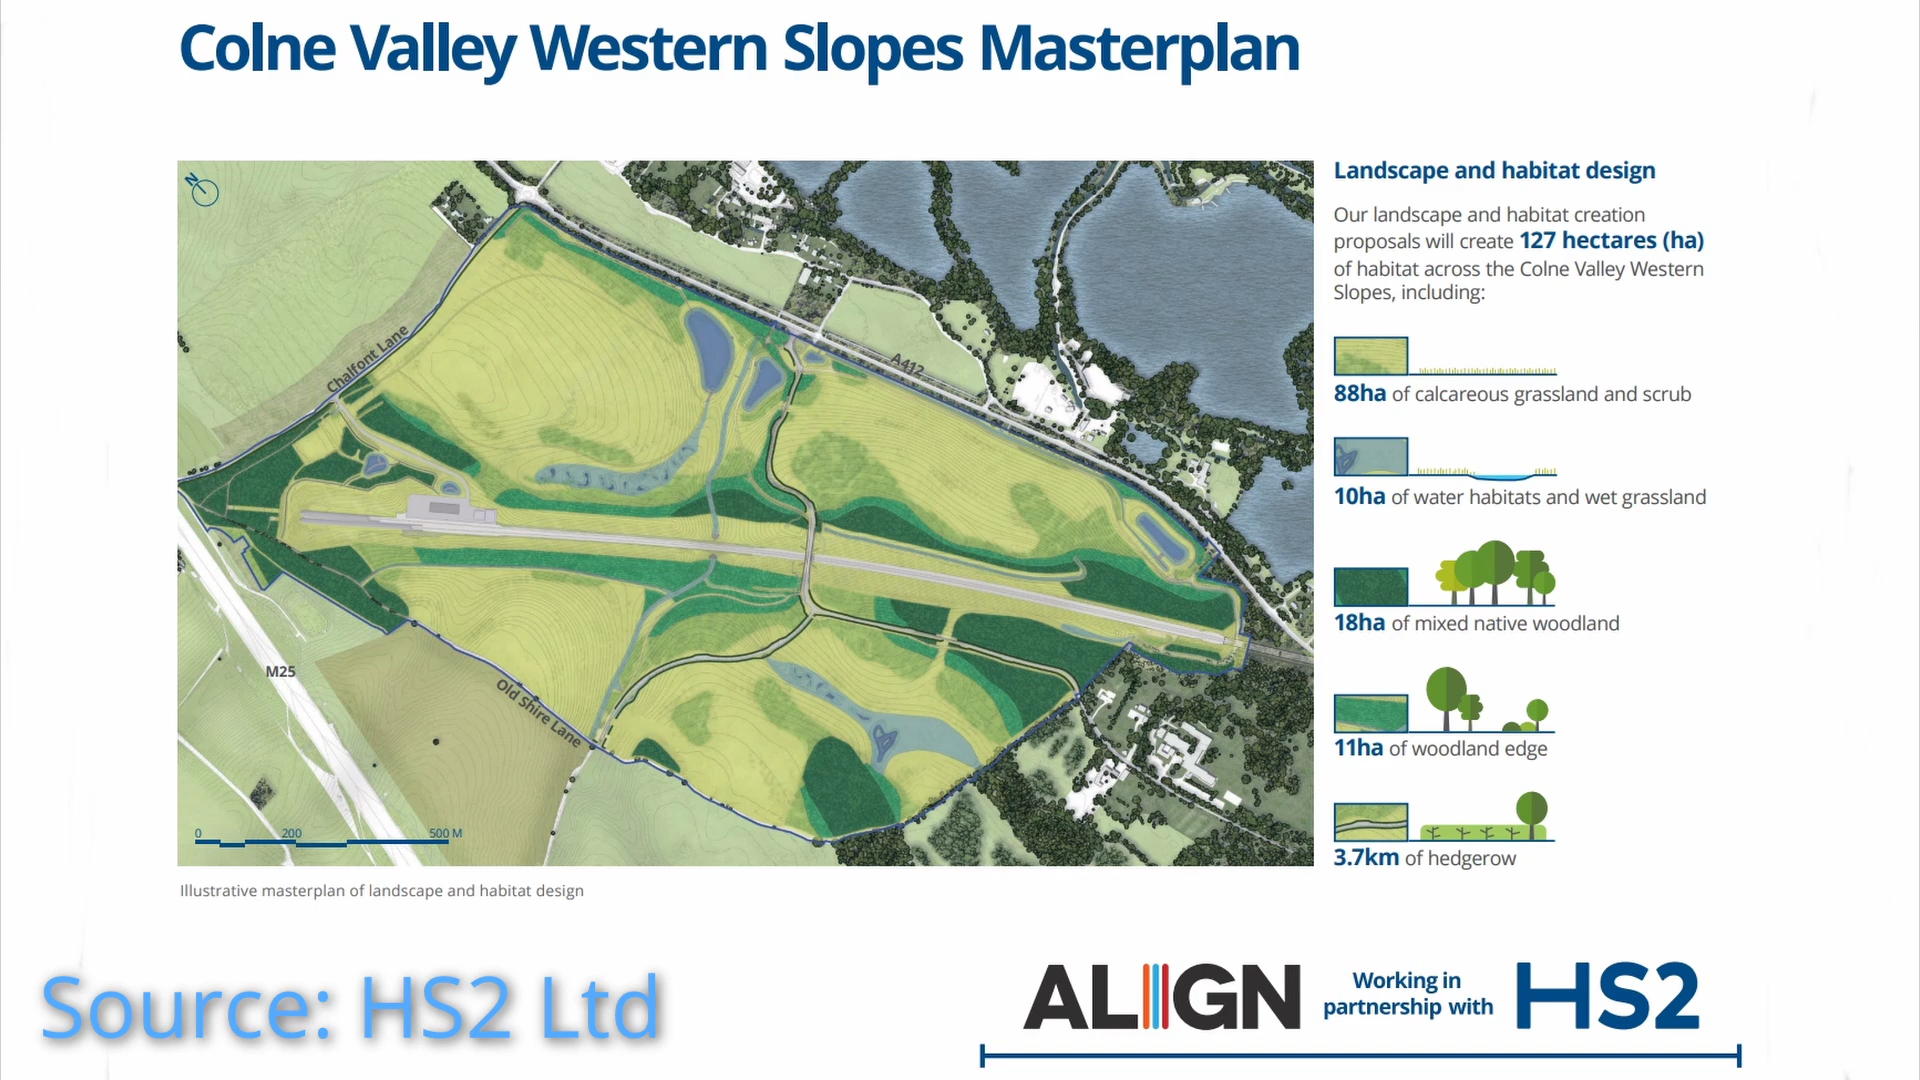 Colne Valley Western Slopes Masterplan
N
Chalfont Lane
A412
M25
Old Shire Lane
0 200 500 M
Illustrative masterplan of landscape and habitat design
Landscape and habitat design
Our landscape and habitat creation
proposals will create 127 hectares (ha)
of habitat across the Colne Valley Western
Slopes, including:
88ha of calcareous grassland and scrub
10ha of water habitats and wet grassland
18ha of mixed native woodland
11ha of woodland edge
3.7km of hedgerow
Source: HS2 Ltd
ALIGN
Working in
partnership with
HS2